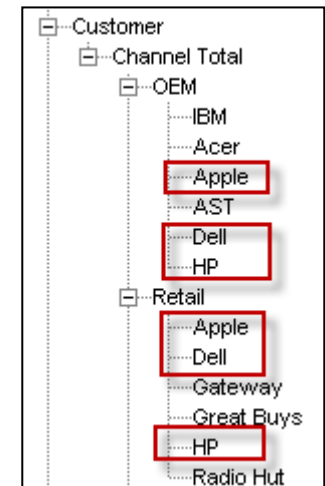 Customer
Channel Total
OEM
IBM
Acer
Apple
AST
Dell
HP
Retail
Apple
Dell
Gateway
Great Buys
HP
Radio Hut